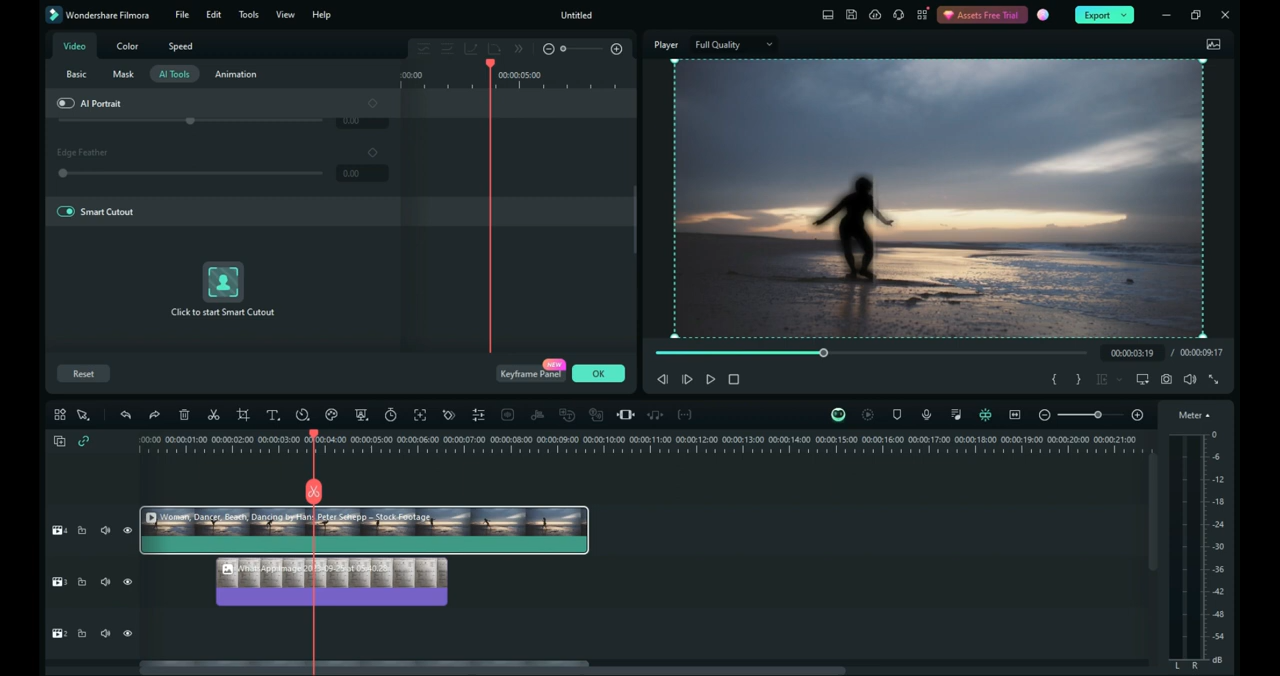 Wondershare Filmora File Edit Tools View Help Untitled Assets Free Trial Export
Video Color Speed
Player Full Quality
Basic Mask AI Tools Animation
:00:00 00:00:05:00
AI Portrait
0.00
Edge Feather
0.00
Smart Cutout
Click to start Smart Cutout
00:00:03:19 / 00:00:09:17
NEW
Reset Keyframe Panel OK
Meter
:00:00 00:00:01:00 00:00:02:00 00:00:03:00 00:00:04:00 00:00:05:00 00:00:06:00 00:00:07:00 00:00:08:00 00:00:09:00 00:00:10:00 00:00:11:00 00:00:12:00 00:00:13:00 00:00:14:00 00:00:15:00 00:00:16:00 00:00:17:00 00:00:18:00 00:00:19:00 00:00:20:00 00:00:21:00
Woman, Dancer, Beach, Dancing by Hans Peter Schepp – Stock Footage
4
WhatsApp Image
3
2
0
-6
-12
-18
-24
-30
-36
-42
-48
-54
dB
L R